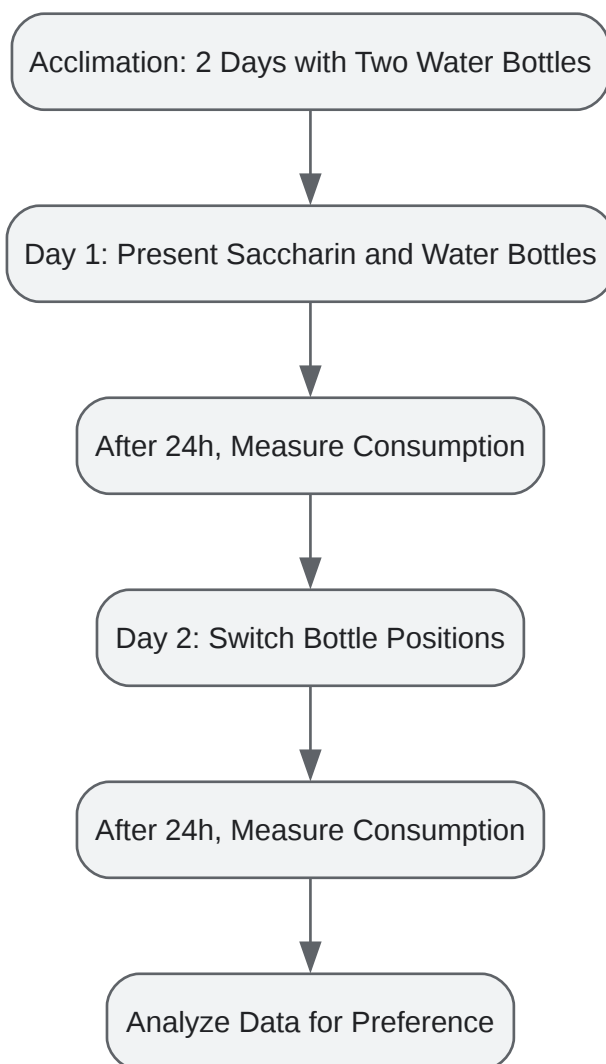 Acclimation: 2 Days with Two Water Bottles
Day 1: Present Saccharin and Water Bottles
After 24h, Measure Consumption
Day 2: Switch Bottle Positions
After 24h, Measure Consumption
Analyze Data for Preference